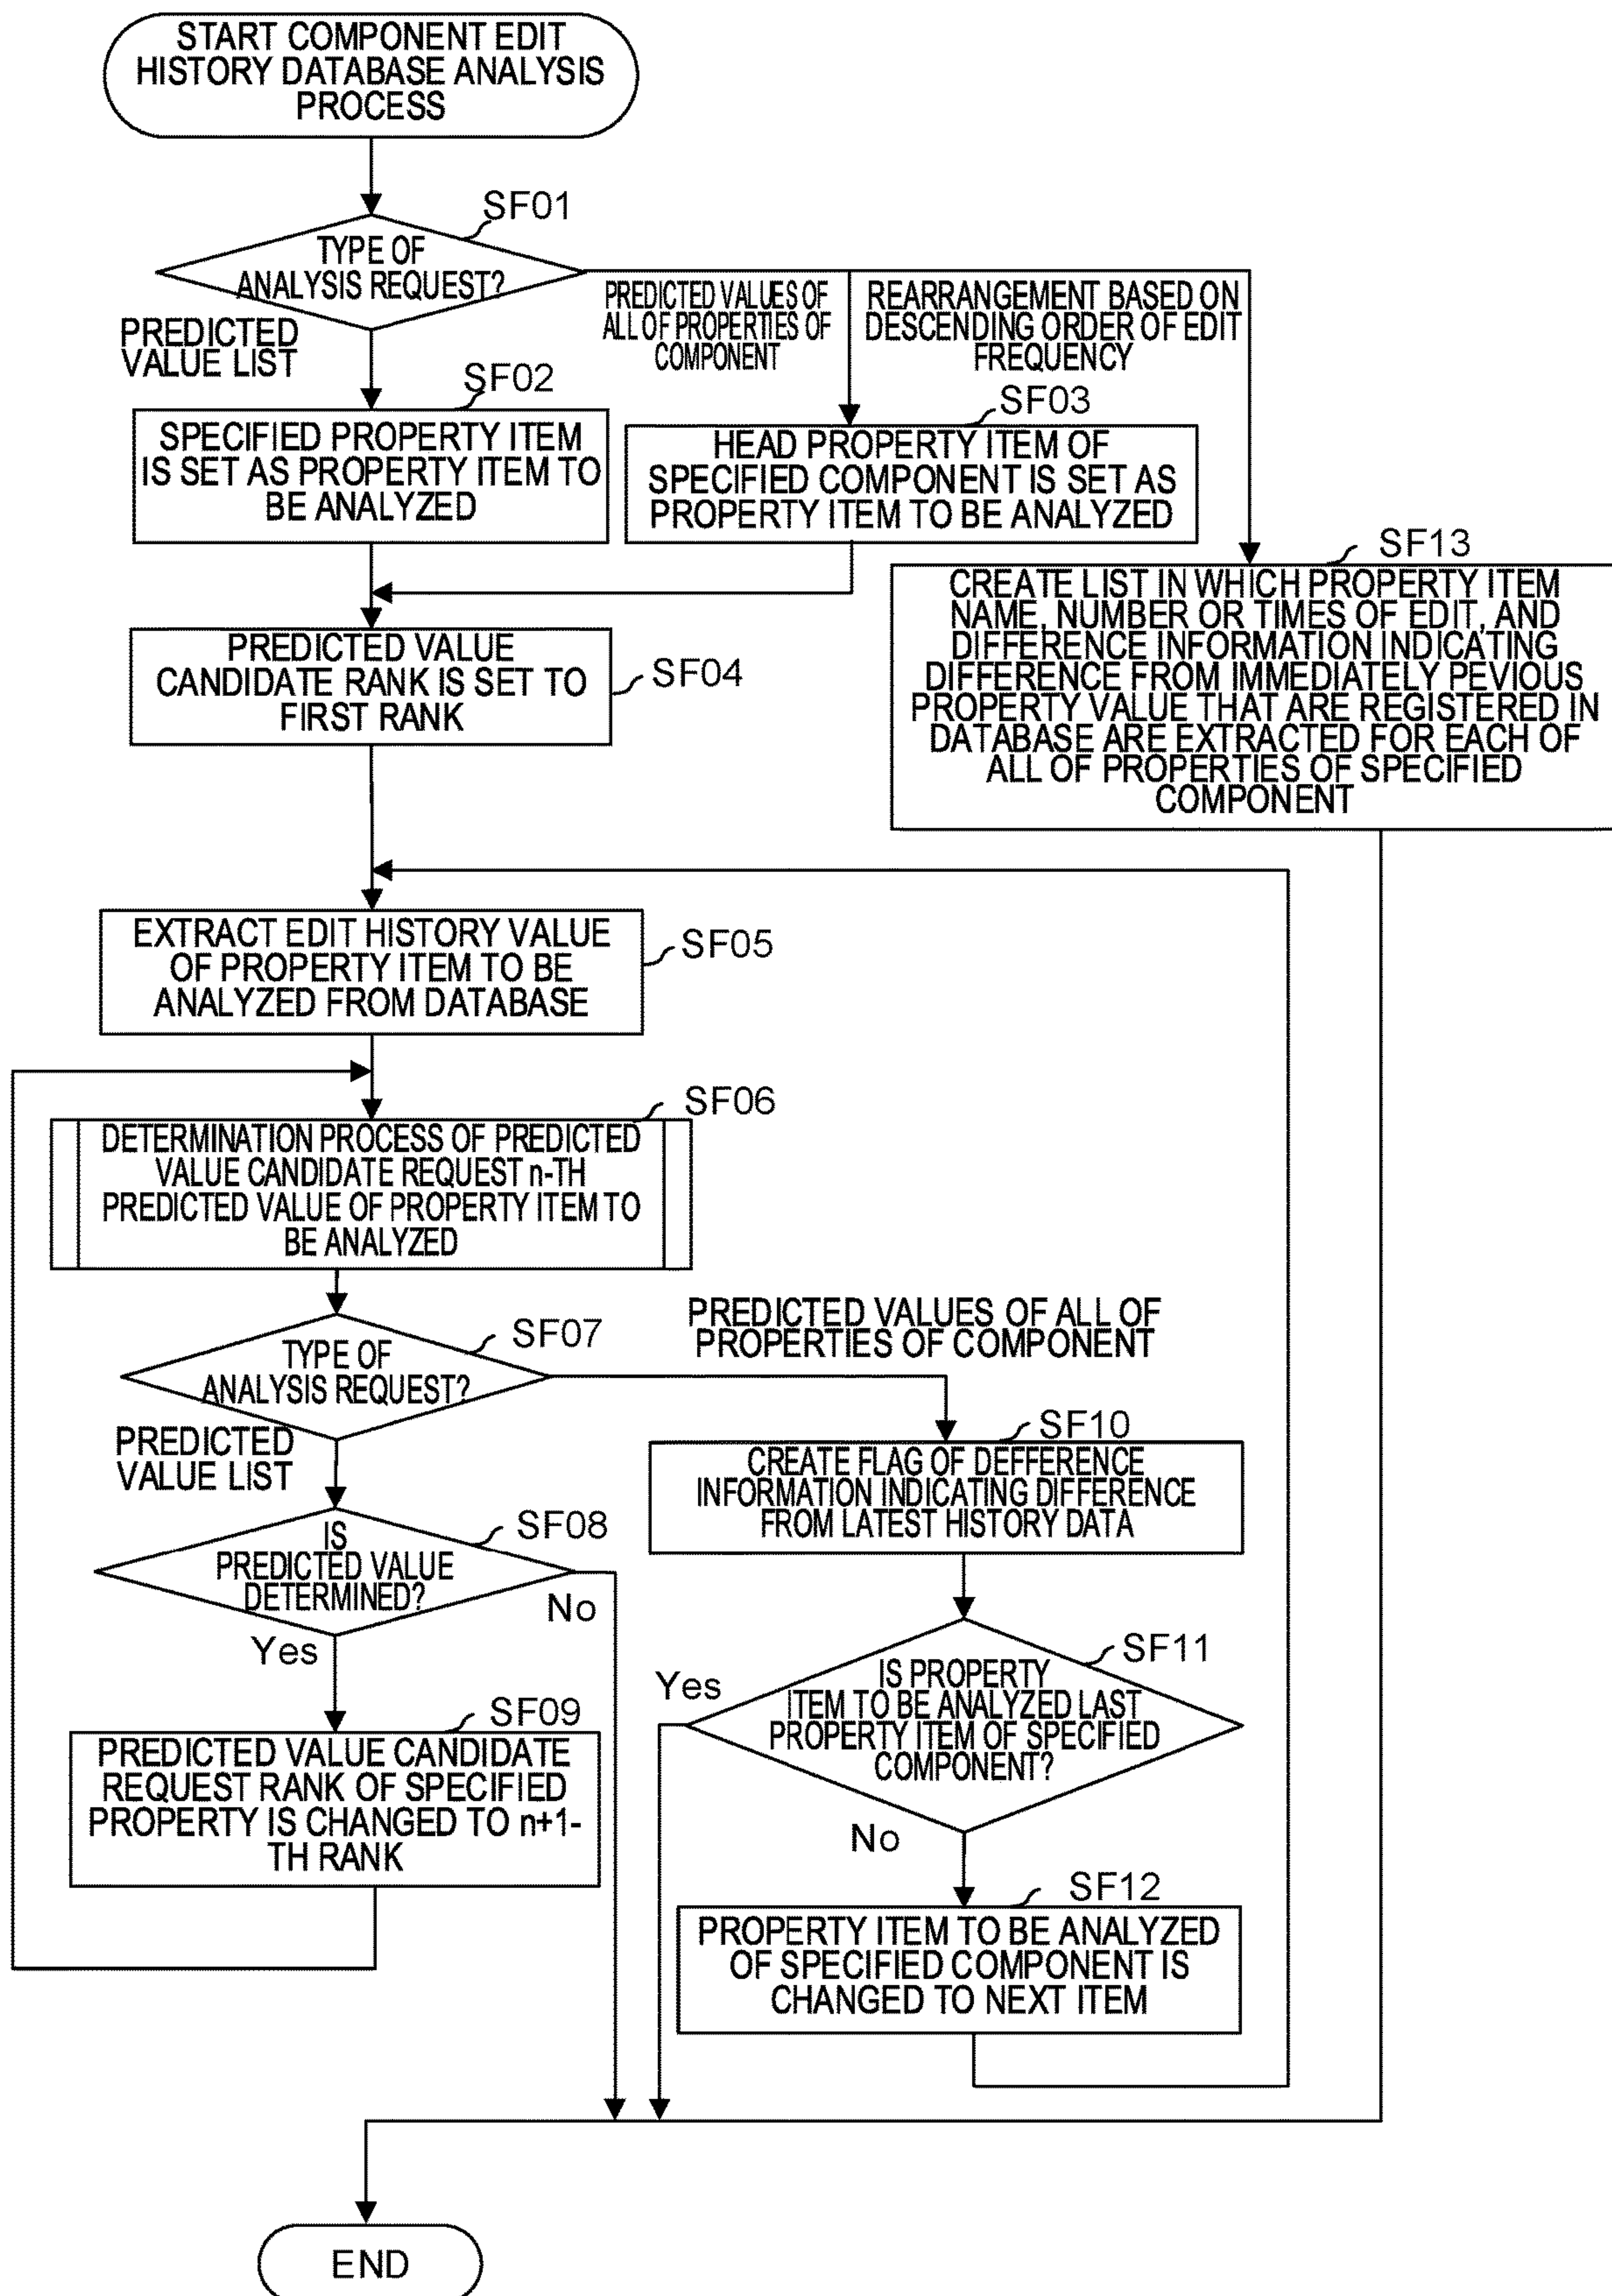 START COMPONENT EDIT
HISTORY DATABASE ANALYSIS
PROCESS
SF01
TYPE OF
ANALYSIS REQUEST?
PREDICTED
VALUE LIST
PREDICTED VALUES OF
ALL OF PROPERTIES OF
COMPONENT
REARRANGEMENT BASED ON
DESCENDING ORDER OF EDIT
FREQUENCY
SF02
SPECIFIED PROPERTY ITEM
IS SET AS PROPERTY ITEM TO
BE ANALYZED
SF03
HEAD PROPERTY ITEM OF
SPECIFIED COMPONENT IS SET AS
PROPERTY ITEM TO BE ANALYZED
SF13
CREATE LIST IN WHICH PROPERTY ITEM
NAME, NUMBER OR TIMES OF EDIT, AND
DIFFERENCE INFORMATION INDICATING
DIFFERENCE FROM IMMEDIATELY PEVIOUS
PROPERTY VALUE THAT ARE REGISTERED IN
DATABASE ARE EXTRACTED FOR EACH OF
ALL OF PROPERTIES OF SPECIFIED
COMPONENT
PREDICTED VALUE
CANDIDATE RANK IS SET TO
FIRST RANK
SF04
EXTRACT EDIT HISTORY VALUE
OF PROPERTY ITEM TO BE
ANALYZED FROM DATABASE
SF05
SF06
DETERMINATION PROCESS OF PREDICTED
VALUE CANDIDATE REQUEST n-TH
PREDICTED VALUE OF PROPERTY ITEM TO
BE ANALYZED
SF07
TYPE OF
ANALYSIS REQUEST?
PREDICTED VALUES OF ALL OF
PROPERTIES OF COMPONENT
PREDICTED
VALUE LIST
SF08
IS
PREDICTED VALUE
DETERMINED?
No
Yes
SF09
PREDICTED VALUE CANDIDATE
REQUEST RANK OF SPECIFIED
PROPERTY IS CHANGED TO n+1-
TH RANK
SF10
CREATE FLAG OF DEFFERENCE
INFORMATION INDICATING DIFFERENCE
FROM LATEST HISTORY DATA
SF11
IS PROPERTY
ITEM TO BE ANALYZED LAST
PROPERTY ITEM OF SPECIFIED
COMPONENT?
Yes
No
SF12
PROPERTY ITEM TO BE ANALYZED
OF SPECIFIED COMPONENT IS
CHANGED TO NEXT ITEM
END